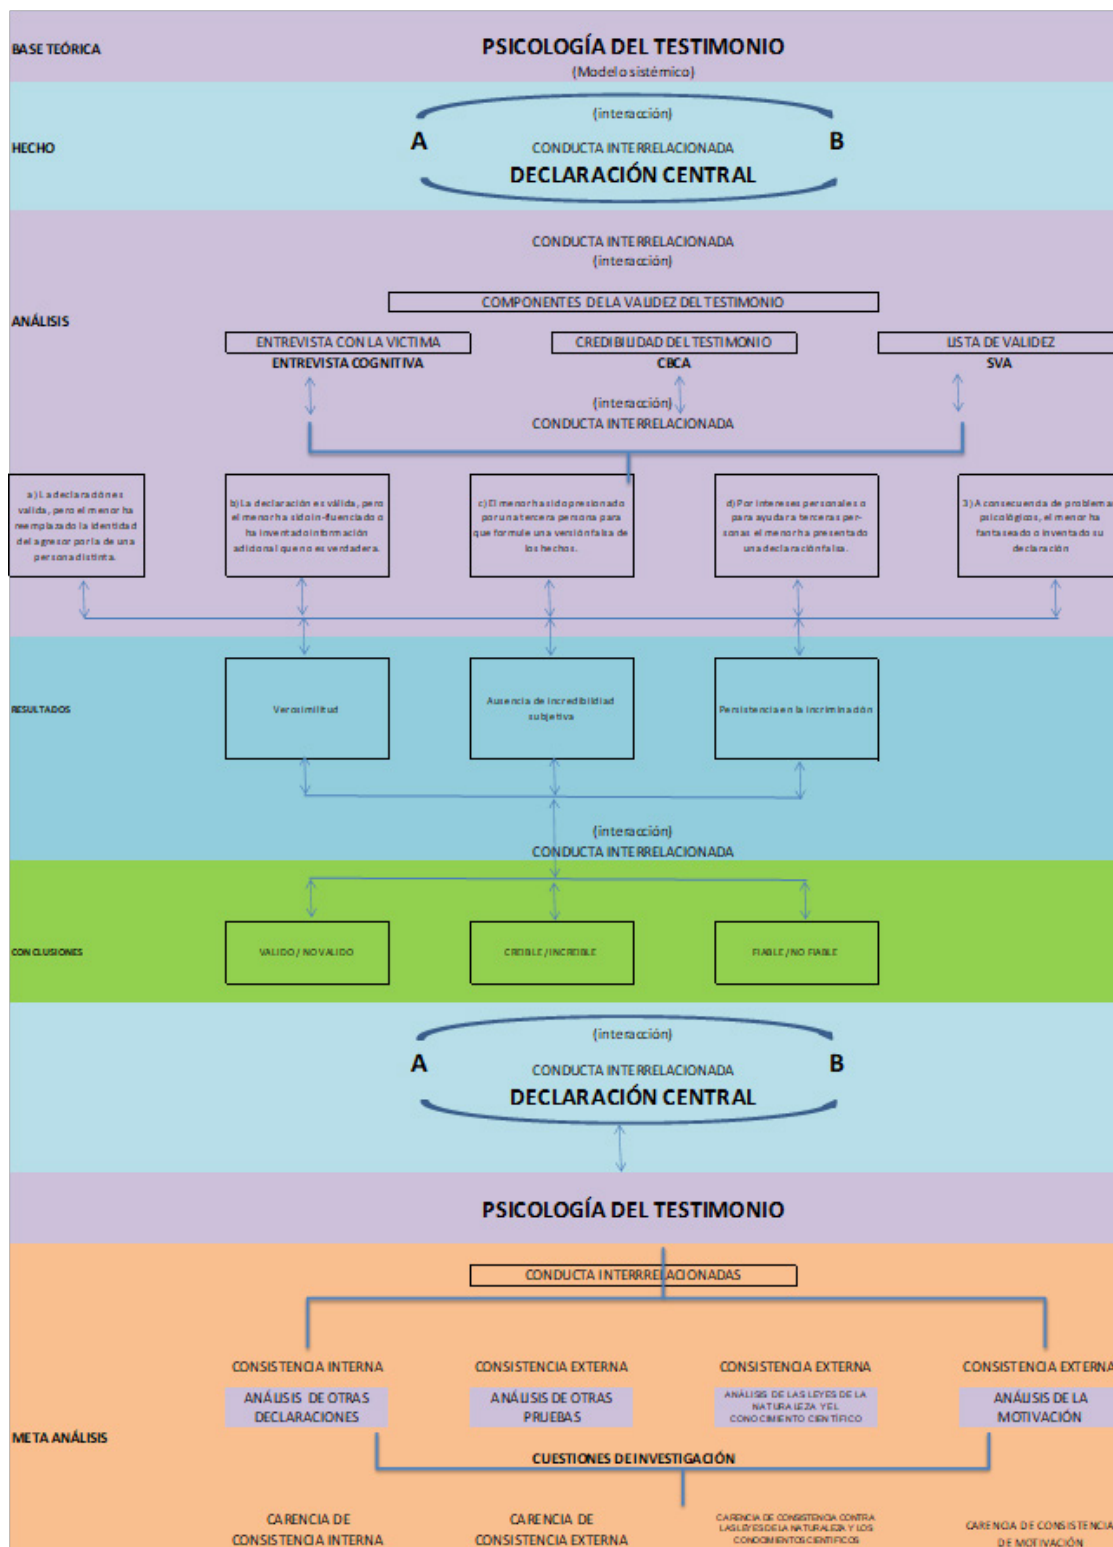 BASE TEÓRICA
PSICOLOGÍA DEL TESTIMONIO
(Modelo sistémico)
HECHO
(interacción)
A
B
CONDUCTA INTERRELACIONADA
DECLARACIÓN CENTRAL
CONDUCTA INTERRELACIONADA
(interacción)
COMPONENTES DE LA VALIDEZ DEL TESTIMONIO
ANÁLISIS
ENTREVISTA CON LA VICTIMA
CREDIBILIDAD DEL TESTIMONIO
LISTA DE VALIDEZ
ENTREVISTA COGNITIVA
CBCA
SVA
(interacción)
CONDUCTA INTERRELACIONADA
a) La declaración es
valida, pero el menor ha
reemplazado la identidad
del agresor por la de una
persona distinta.
b) La declaración es válida, pero
el menor ha sido in-fluenciado o
ha inventado información
adicional que no es verdadera.
c) El menor ha sido presionado
por una tercera persona para
que formule una versión falsa de
los hechos.
d) Por intereses personales o
para ayudar a terceras per-
sonas el menor ha presentado
una declaración falsa.
3) A consecuenda de problema
psicológicos, el menor ha
fantaseado o inventado su
declaración
RESULTADOS
Verosimilitud
Ausencia de incredibilidad
subjetiva
Persistencia en la incriminación
(interacción)
CONDUCTA INTERRELACIONADA
CONCLUSIONES
VALIDO / NO VALIDO
CREIBLE / INCREIBLE
FIABLE / NO FIABLE
(interacción)
A
B
CONDUCTA INTERRELACIONADA
DECLARACIÓN CENTRAL
PSICOLOGÍA DEL TESTIMONIO
CONDUCTA INTERRRELACIONADAS
CONSISTENCIA INTERNA
CONSISTENCIA EXTERNA
CONSISTENCIA EXTERNA
CONSISTENCIA EXTERNA
ANÁLISIS DE OTRAS
DECLARACIONES
ANÁLISIS DE OTRAS
PRUEBAS
ANÁLISIS DE LAS LEYES DE LA
NATURALEZA Y EL
CONOCIMIENTO CIENTÍFICO
ANÁLISIS DE LA
MOTIVACIÓN
META ANÁLISIS
CUESTIONES DE INVESTIGACIÓN
CARENCIA DE
CONSISTENCIA INTERNA
CARENCIA DE
CONSISTENCIA EXTERNA
CARENCIA DE CONSISTENCIA CONTRA
LAS LEYES DE LA NATURALEZA Y LOS
CONOCIMIENTOS CIENTIFICOS
CARENCIA DE CONSISTENCIA
DE MOTIVACIÓN